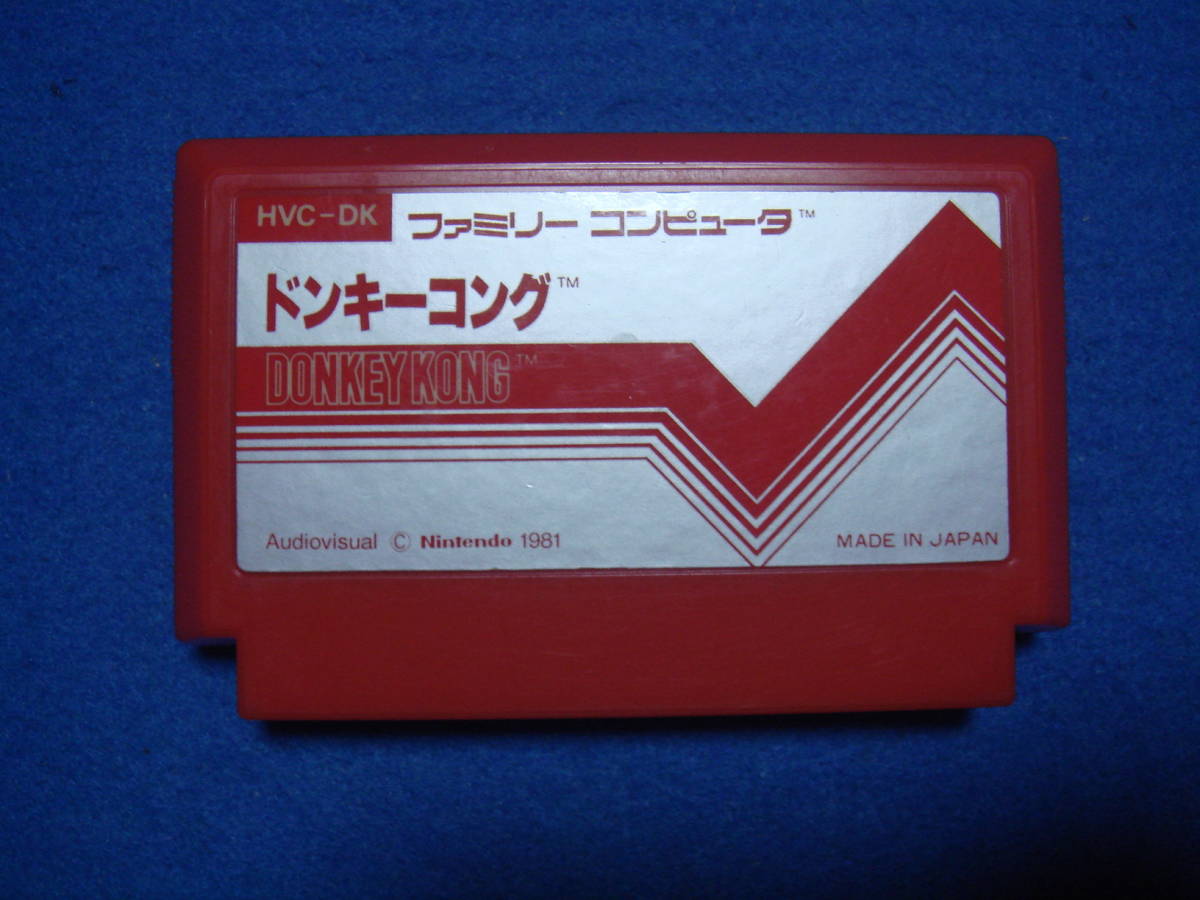 HVC-DK
ファミリー コンピュータ™
ドンキーコング™
DONKEY KONG™
Audiovisual © Nintendo 1981
MADE IN JAPAN